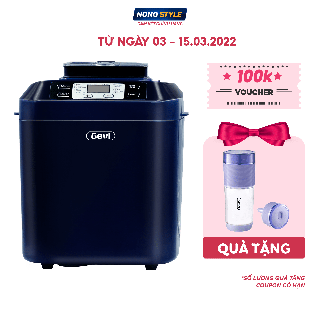 NONO STYLE
TỪ NGÀY 03 - 15.03.2022
100k
VOUCHER
Gevi
QUÀ TẶNG
*SỐ LƯỢNG QUÀ TẶNG
COUPON CÓ HẠN